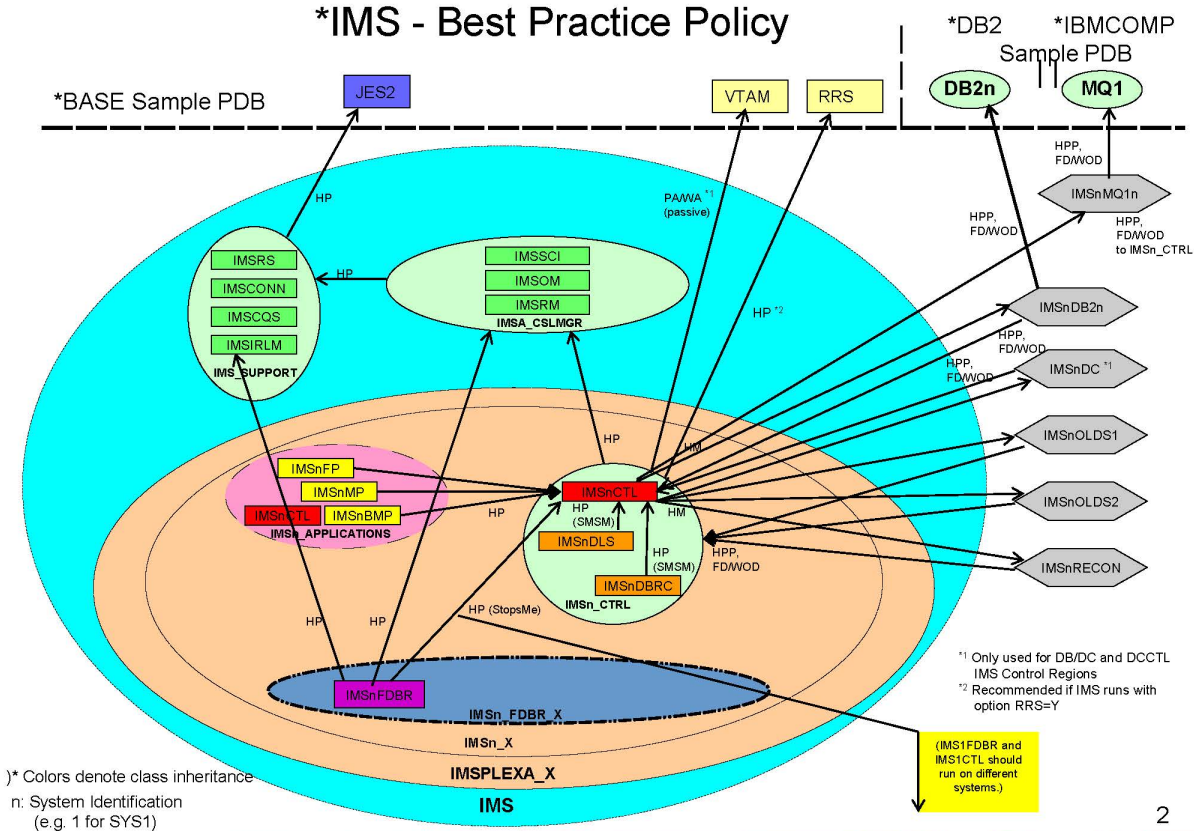 *IMS - Best Practice Policy
*DB2
*IBMCOMP
Sample PDB
*BASE Sample PDB
JES2
VTAM
RRS
DB2n
MQ1
HPP,
FD/WOD
IMSnMQ1n
HP
PA/WA *1
(passive)
HPP,
FD/WOD
HPP,
FD/WOD
to IMSn_CTRL
IMSRS
IMSCONN
IMSCQS
IMSIRLM
IMS_SUPPORT
HP
IMSSCI
IMSOM
IMSRM
IMSA_CSLMGR
HP *2
IMSnDB2n
HPP,
FD/WOD
HPP,
FD/WOD
IMSnDC *1
IMSnOLDS1
IMSnOLDS2
IMSnRECON
HP
HM
IMSnFP
IMSnMP
IMSnCTL
IMSnBMP
IMSn_APPLICATIONS
HP
IMSnCTL
HP
(SMSM)
HM
IMSnDLS
HP
(SMSM)
IMSnDBRC
IMSn_CTRL
HPP,
FD/WOD
HP
HP
HP (StopsMe)
IMSnFDBR
IMSn_FDBR_X
IMSn_X
IMSPLEXA_X
IMS
*1 Only used for DB/DC and DCCTL
IMS Control Regions
*2 Recommended if IMS runs with
option RRS=Y
(IMS1FDBR and
IMS1CTL should
run on different
systems.)
)* Colors denote class inheritance
n: System Identification
(e.g. 1 for SYS1)
2